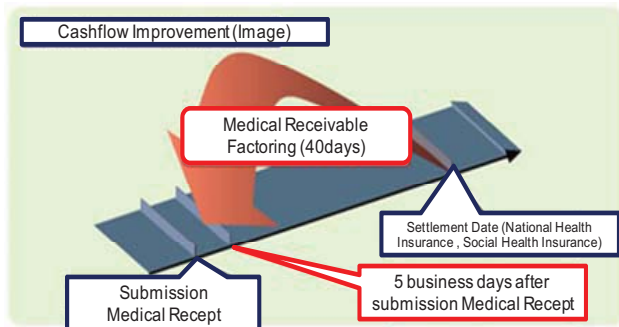 Cashflow Improvement (Image)
Medical Receivable
Factoring (40days)
Settlement Date (National Health
Insurance , Social Health Insurance)
Submission
Medical Recept
5 business days after
submission Medical Recept